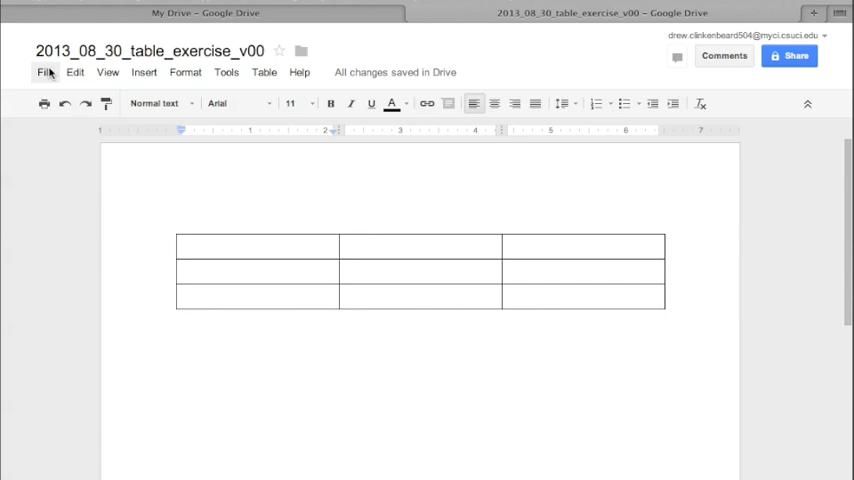 My Drive – Google Drive
2013_08_30_table_exercise_v00 – Google Drive
drew.clinkenbeard504@myci.csuci.edu
2013_08_30_table_exercise_v00
Comments
Share
File Edit View Insert Format Tools Table Help All changes saved in Drive
Normal text Arial 11 B I U A
1 1 2 3 4 5 6 7